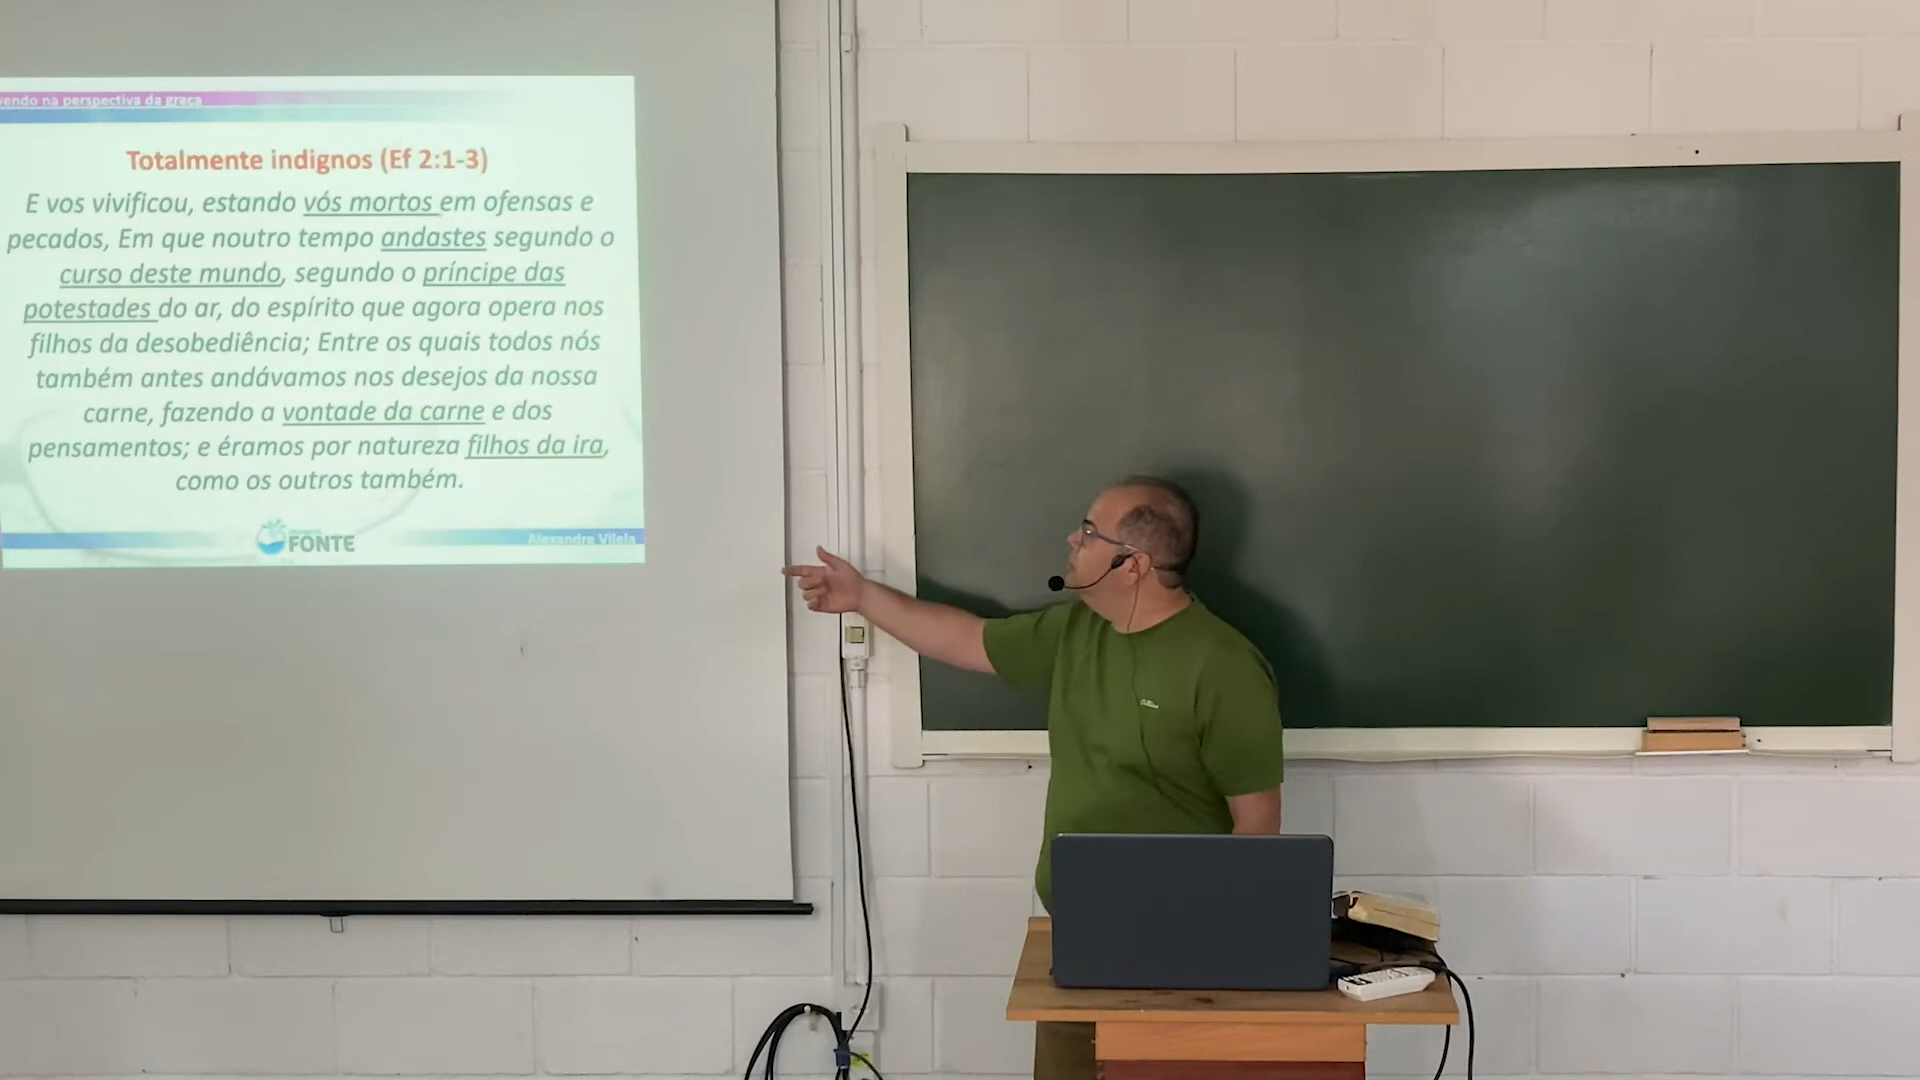 na perspectiva da graça
Totalmente indignos (Ef 2:1-3)
E vos vivificou, estando vós mortos em ofensas e
pecados, Em que noutro tempo andastes segundo o
curso deste mundo, segundo o príncipe das
potestades do ar, do espírito que agora opera nos
filhos da desobediência; Entre os quais todos nós
também antes andávamos nos desejos da nossa
carne, fazendo a vontade da carne e dos
pensamentos; e éramos por natureza filhos da ira,
como os outros também.
FONTE
Alexandre Vilela